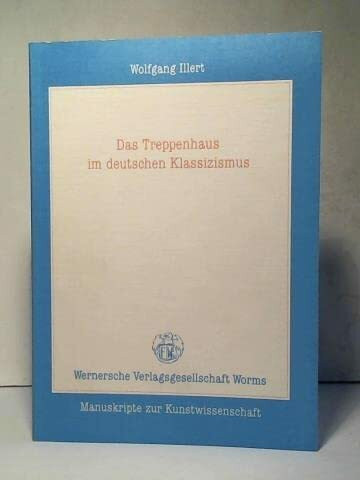 Wolfgang Illert
Das Treppenhaus
im deutschen Klassizismus
Wernersche Verlagsgesellschaft Worms
Manuskripte zur Kunstwissenschaft